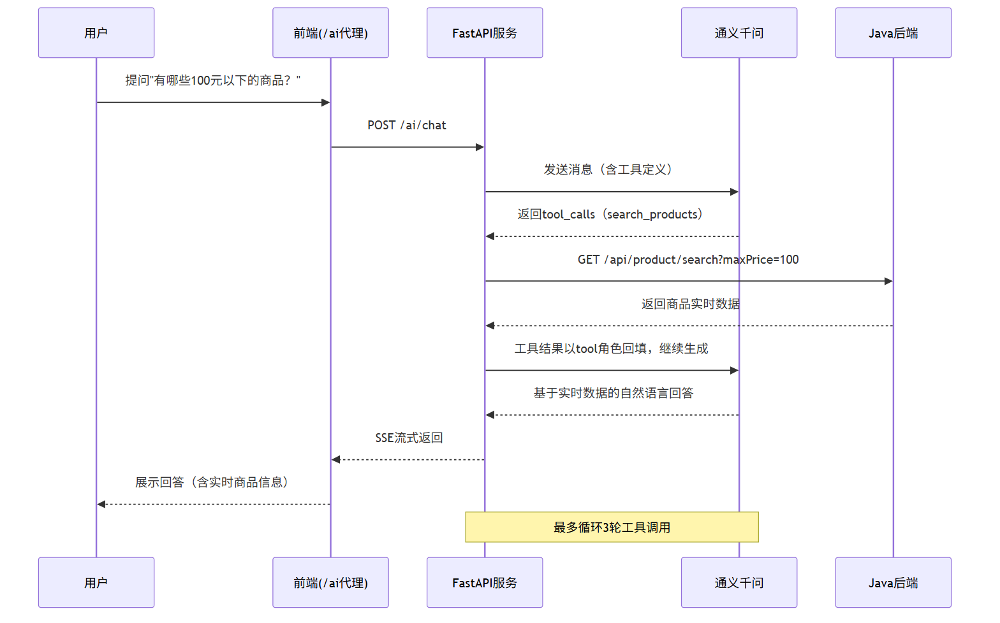 用户
前端(/ai代理)
FastAPI服务
通义千问
Java后端
提问"有哪些100元以下的商品？"
POST /ai/chat
发送消息（含工具定义）
返回tool_calls（search_products）
GET /api/product/search?maxPrice=100
返回商品实时数据
工具结果以tool角色回填，继续生成
基于实时数据的自然语言回答
SSE流式返回
展示回答（含实时商品信息）
最多循环3轮工具调用
用户
前端(/ai代理)
FastAPI服务
通义千问
Java后端